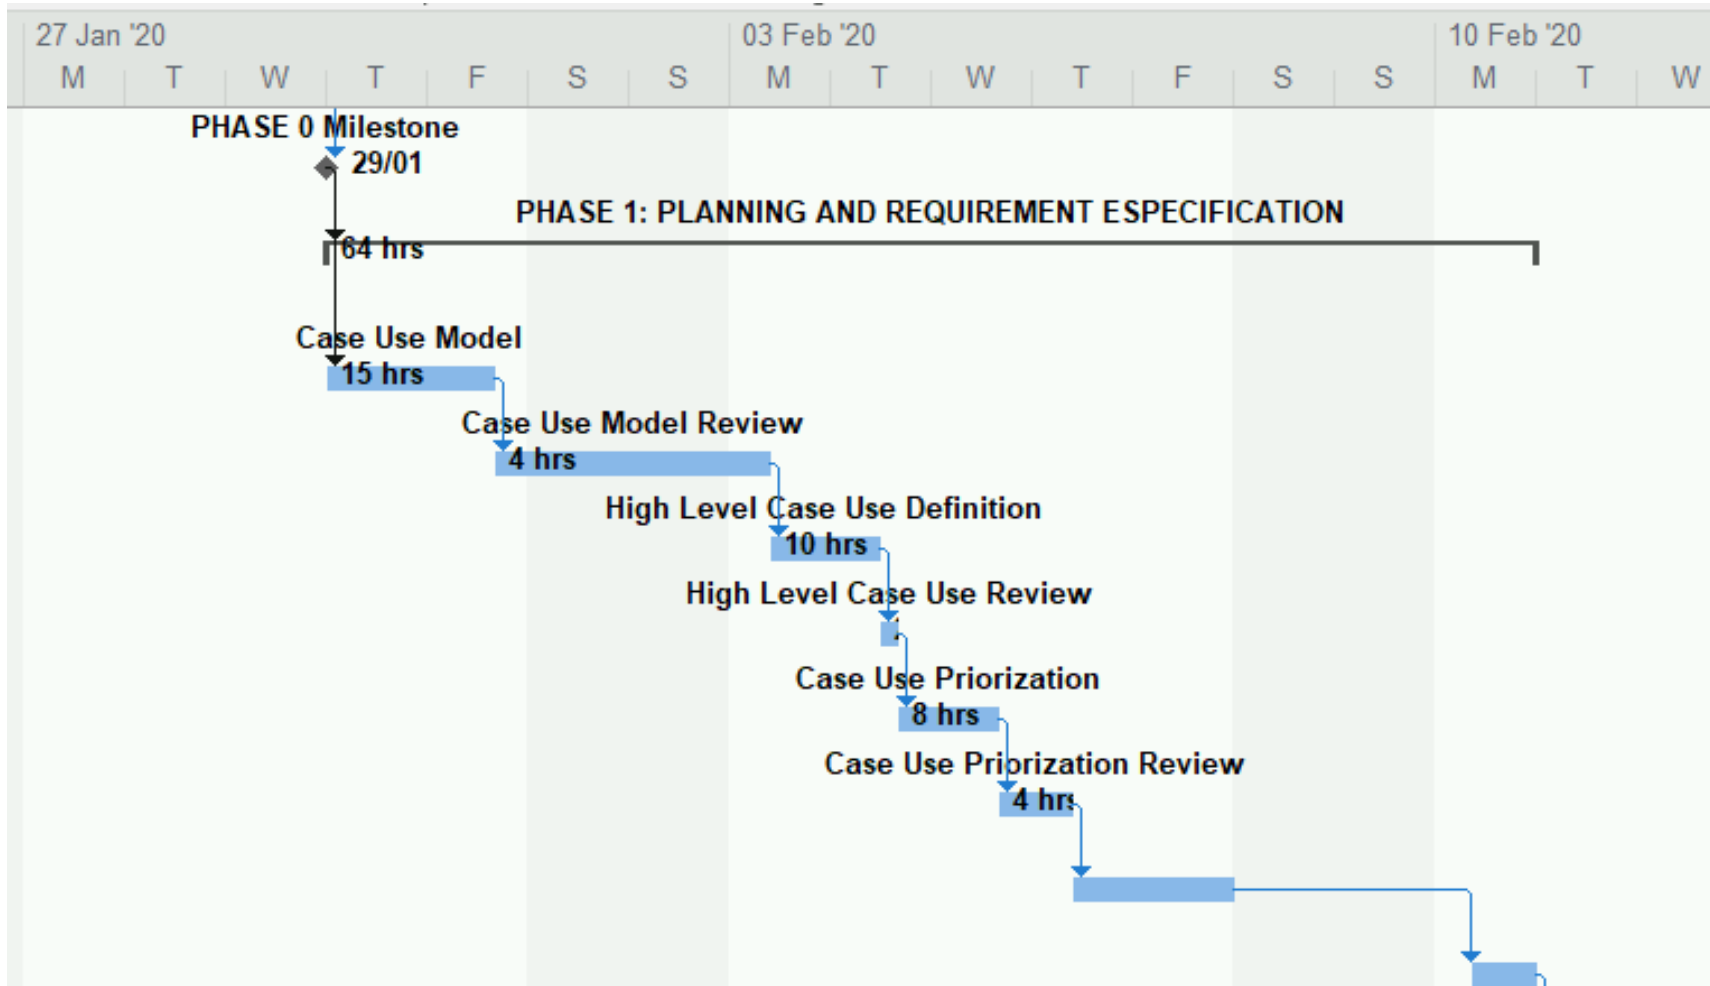 27 Jan '20 03 Feb '20 10 Feb '20
M T W T F S S M T W T F S S M T W
PHASE 0 Milestone
29/01
PHASE 1: PLANNING AND REQUIREMENT ESPECIFICATION
64 hrs
Case Use Model
15 hrs
Case Use Model Review
4 hrs
High Level Case Use Definition
10 hrs
High Level Case Use Review
Case Use Priorization
8 hrs
Case Use Priorization Review
4 hrs